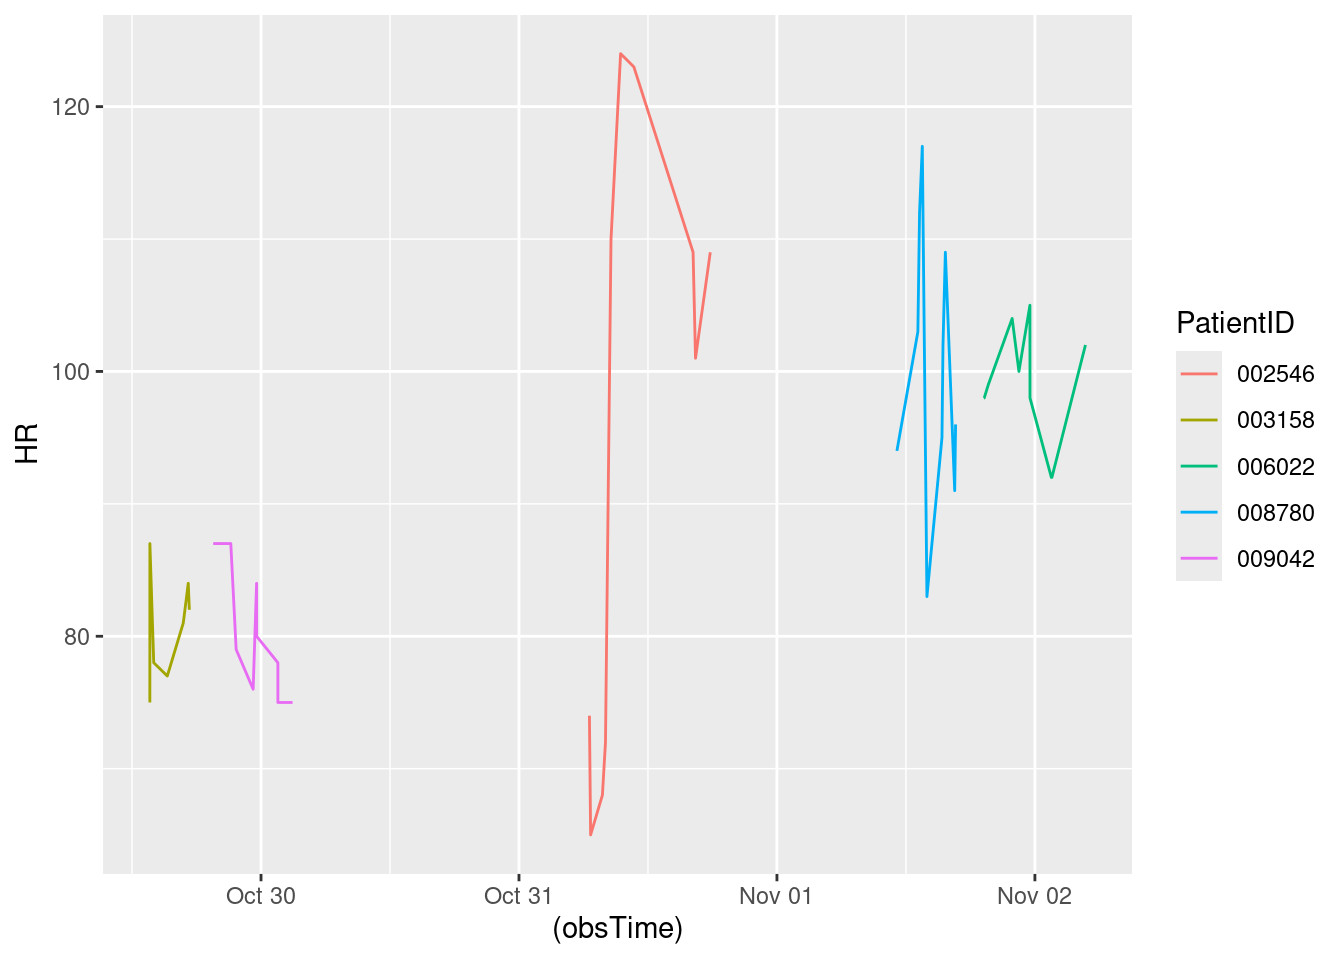 120
100
80
HR
Oct 30
Oct 31
Nov 01
Nov 02
(obsTime)
PatientID
002546
003158
006022
008780
009042